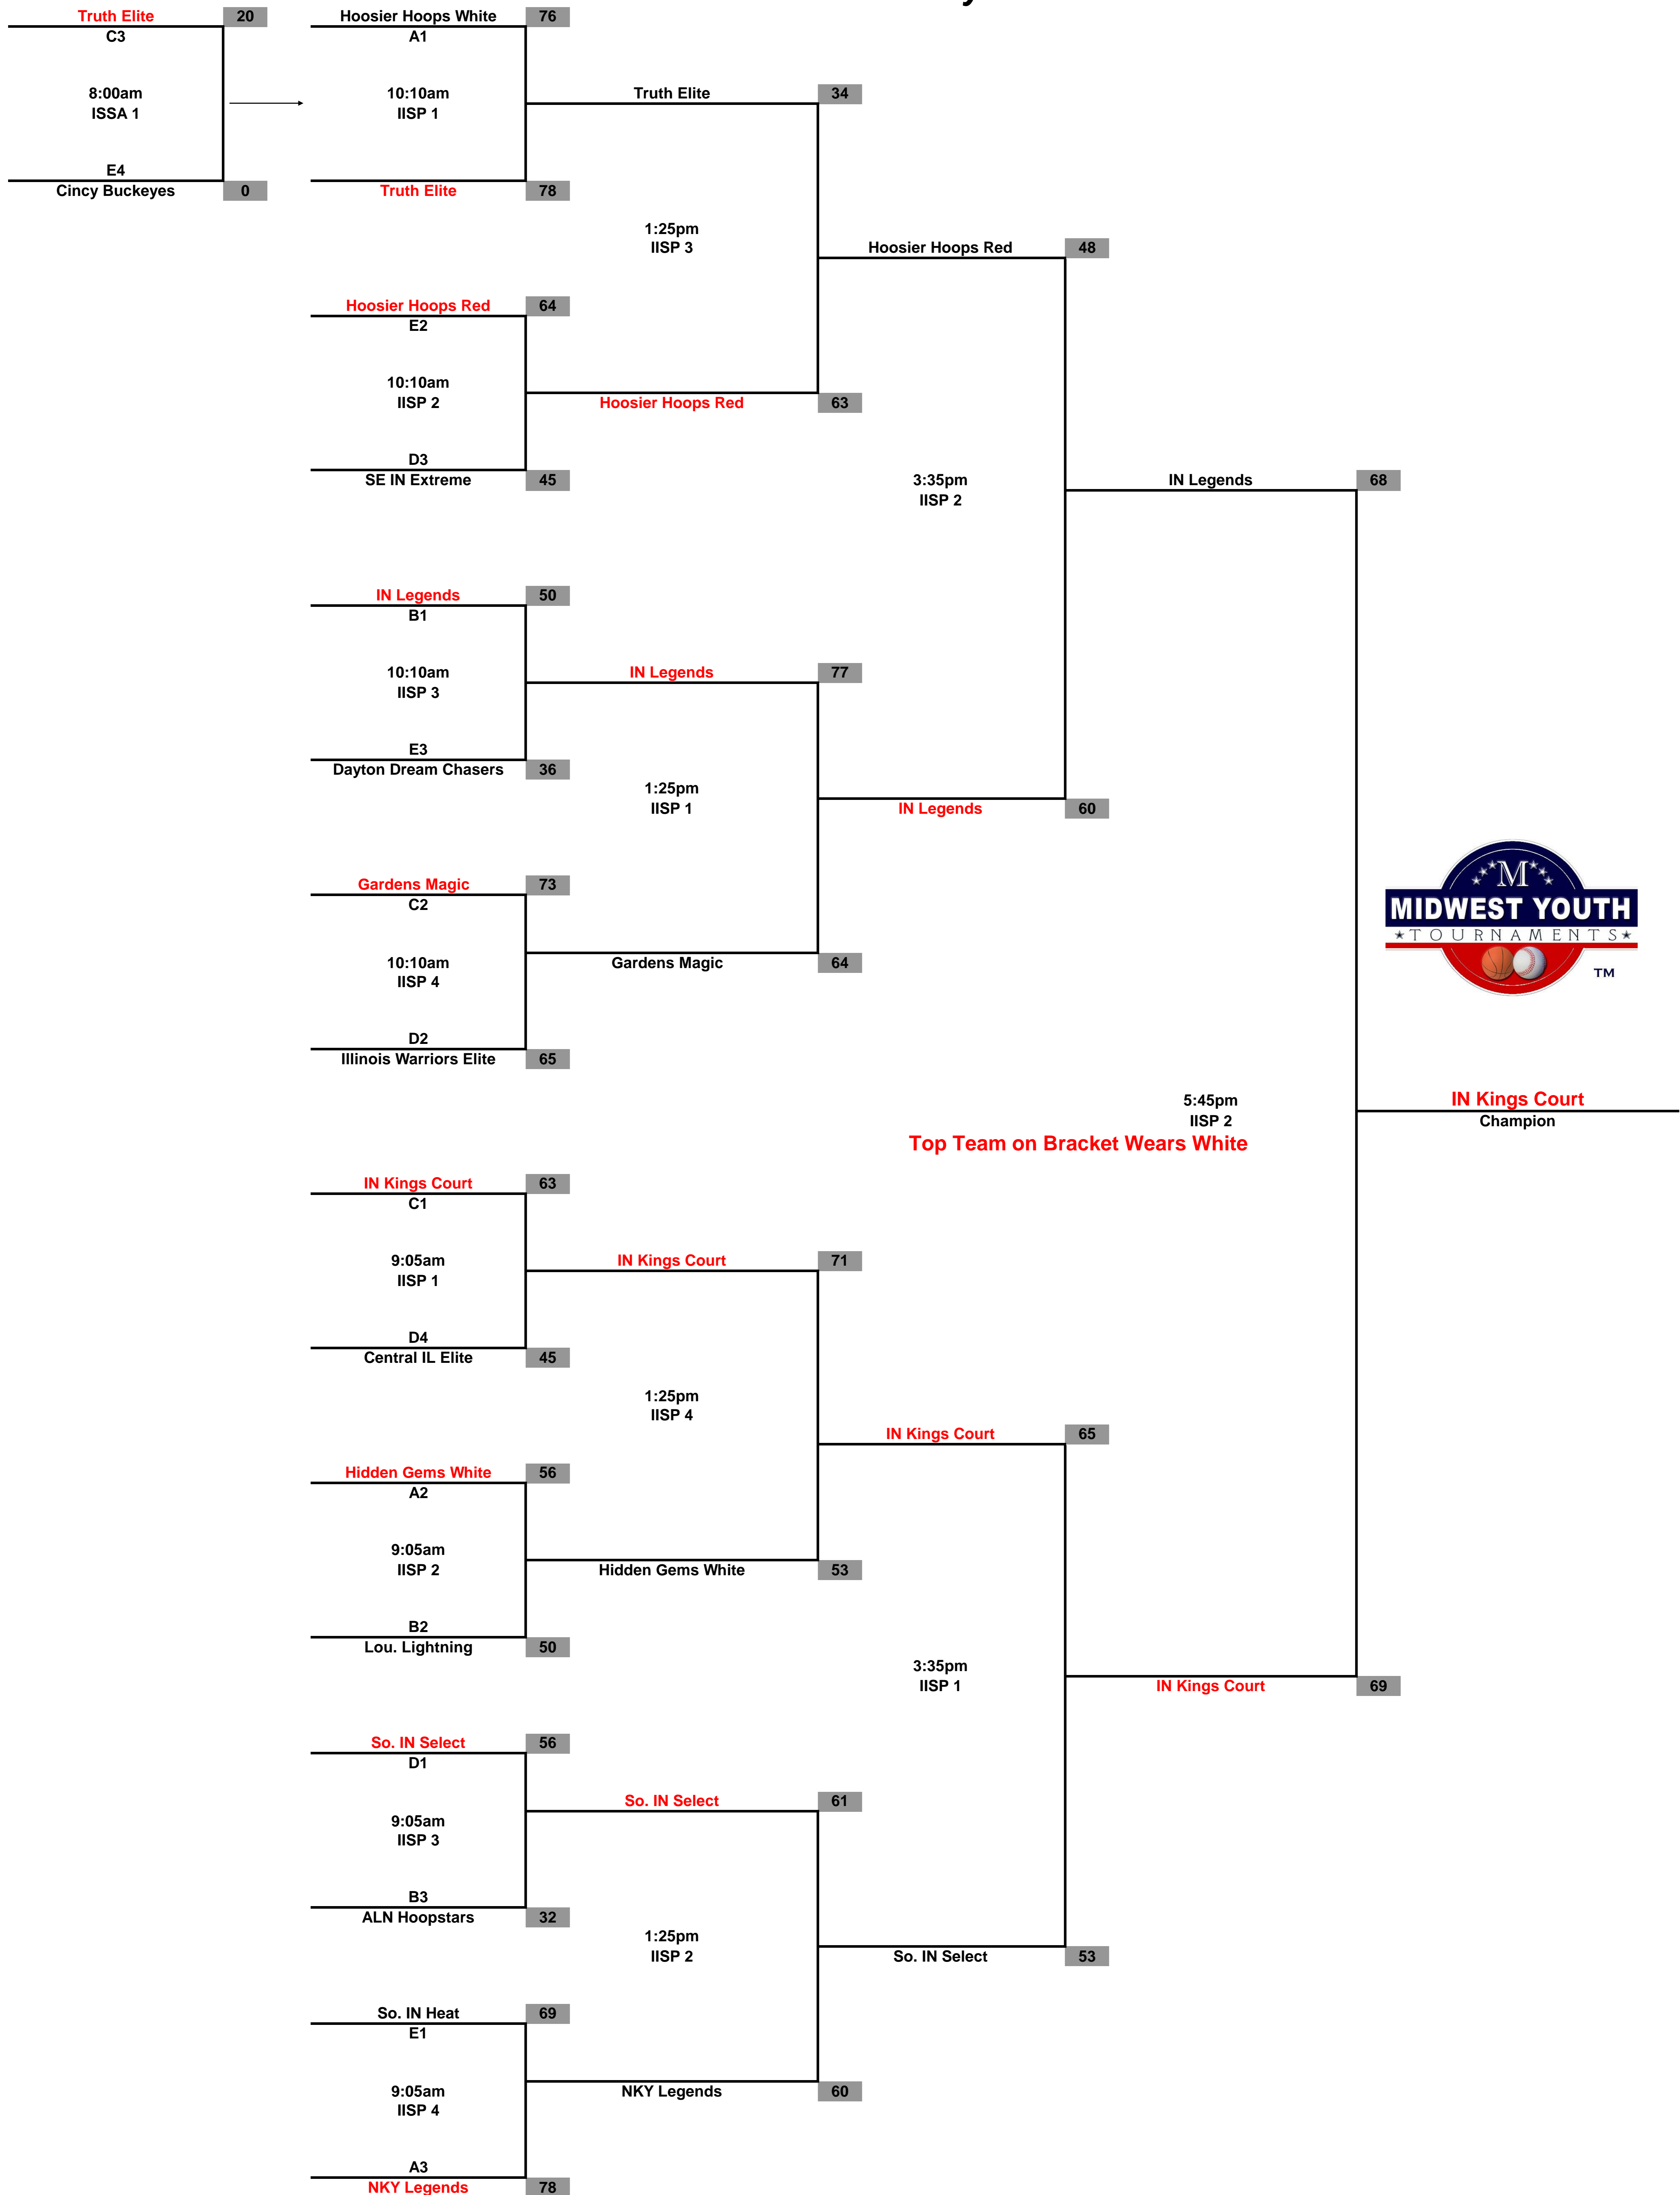 Truth Elite
20
C3
8:00am
ISSA 1
E4
Cincy Buckeyes
0
Hoosier Hoops White
76
A1
10:10am
IISP 1
Truth Elite
78
Hoosier Hoops Red
64
E2
10:10am
IISP 2
D3
SE IN Extreme
45
IN Legends
50
B1
10:10am
IISP 3
E3
Dayton Dream Chasers
36
Gardens Magic
73
C2
10:10am
IISP 4
D2
Illinois Warriors Elite
65
IN Kings Court
63
C1
9:05am
IISP 1
D4
Central IL Elite
45
Hidden Gems White
56
A2
9:05am
IISP 2
B2
Lou. Lightning
50
So. IN Select
56
D1
9:05am
IISP 3
B3
ALN Hoopstars
32
So. IN Heat
69
E1
9:05am
IISP 4
A3
NKY Legends
78
Truth Elite
34
1:25pm
IISP 3
Hoosier Hoops Red
63
IN Legends
77
1:25pm
IISP 1
Gardens Magic
64
IN Kings Court
71
1:25pm
IISP 4
Hidden Gems White
53
So. IN Select
61
1:25pm
IISP 2
NKY Legends
60
Hoosier Hoops Red
48
3:35pm
IISP 2
IN Legends
60
IN Kings Court
65
3:35pm
IISP 1
So. IN Select
53
IN Legends
68
5:45pm
IISP 2
Top Team on Bracket Wears White
IN Kings Court
69
M
MIDWEST YOUTH
TOURNAMENTS
TM
IN Kings Court
Champion